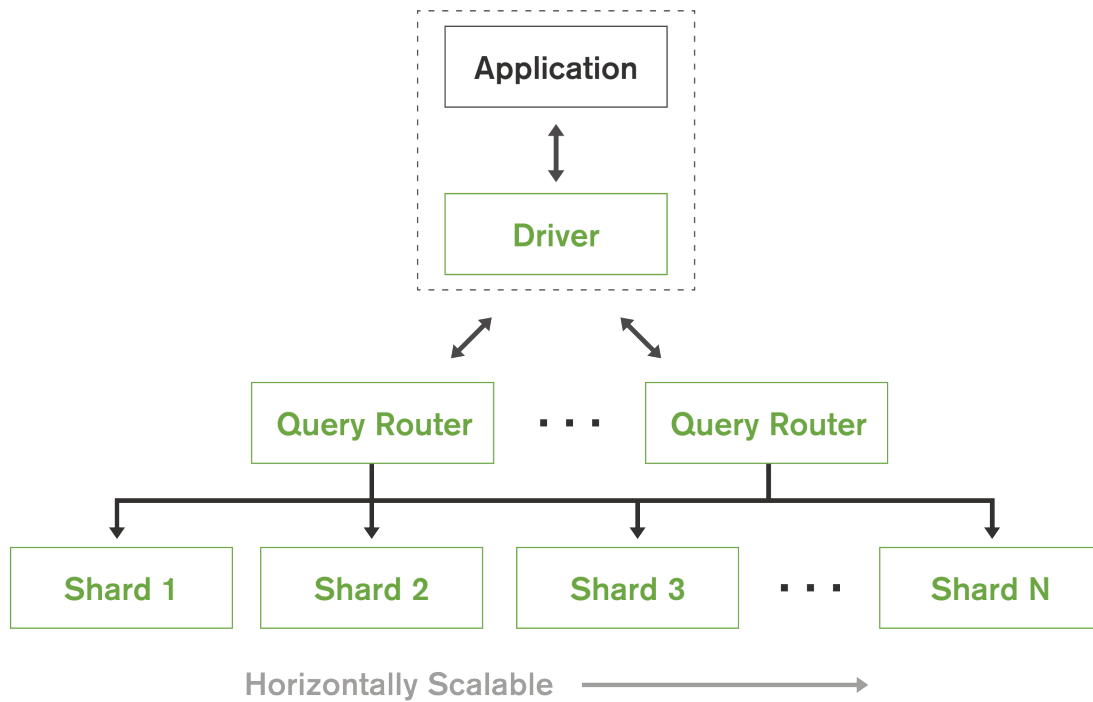 Application
Driver
Query Router
Query Router
Shard 1
Shard 2
Shard 3
Shard N
Horizontally Scalable